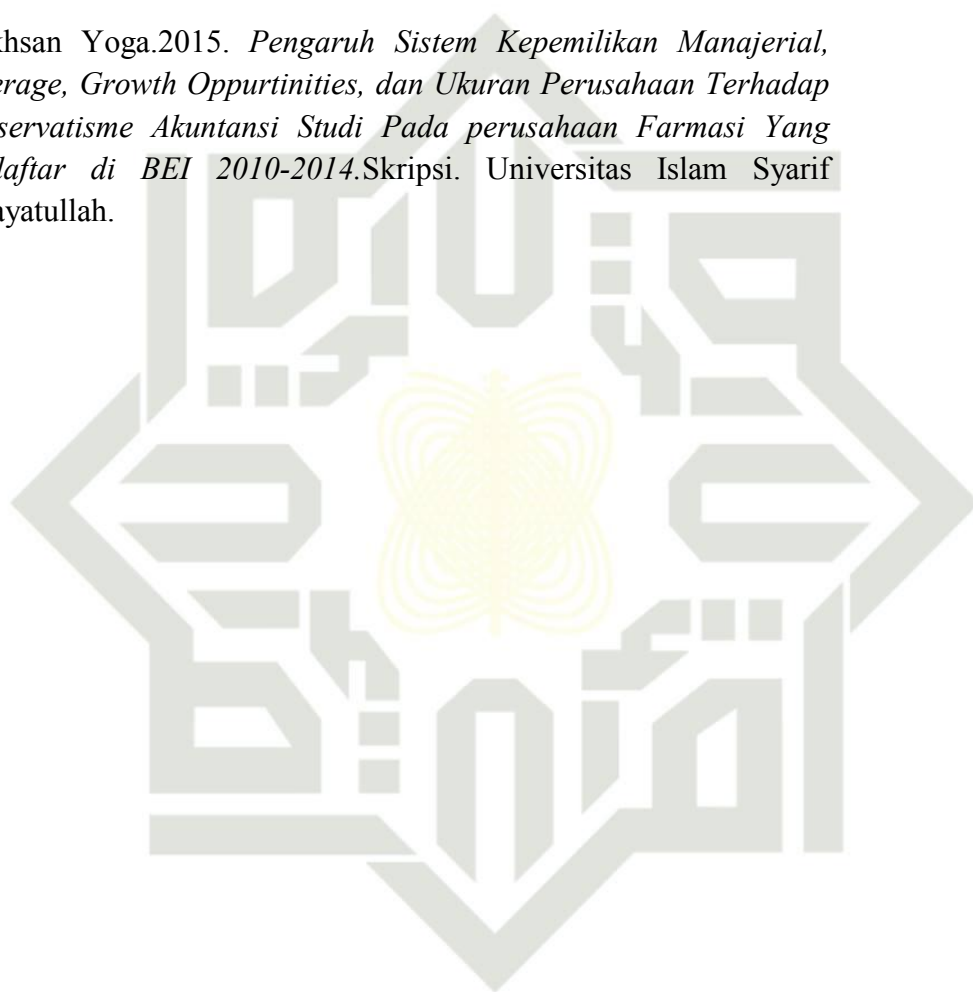 khsan Yoga.2015. Pengaruh Sistem Kepemilikan Manajerial,
erage, Growth Oppurtinities, dan Ukuran Perusahaan Terhadap
servatisme Akuntansi Studi Pada perusahaan Farmasi Yang
daftar di BEI 2010-2014.Skripsi. Universitas Islam Syarif
ayatullah.